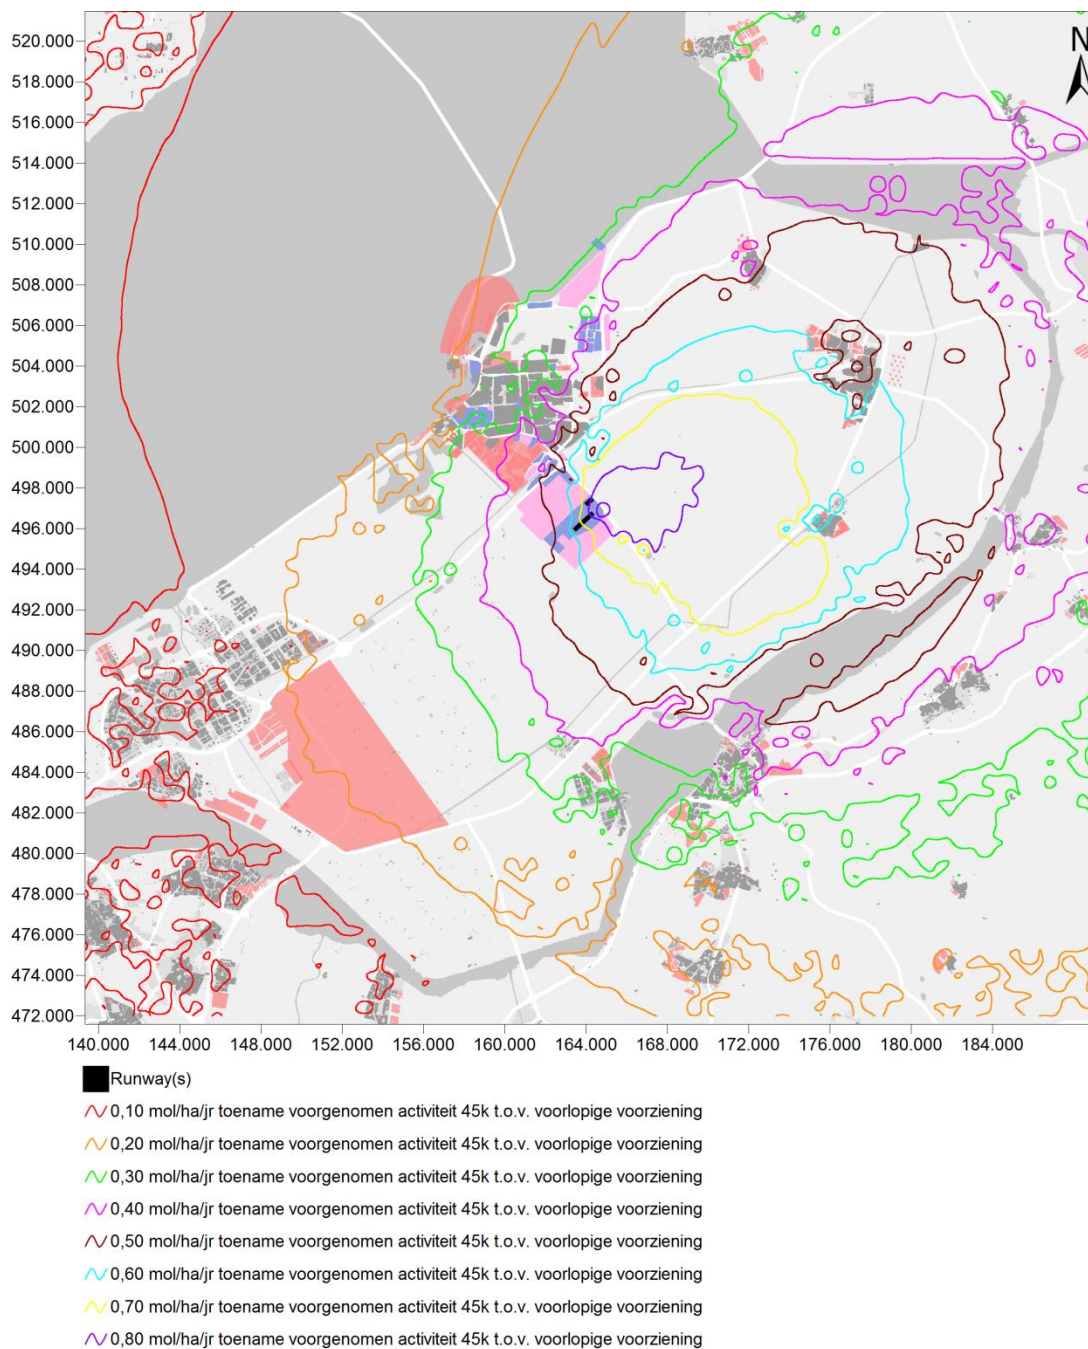 N
520.000
518.000
516.000
514.000
512.000
510.000
508.000
506.000
504.000
502.000
500.000
498.000
496.000
494.000
492.000
490.000
488.000
486.000
484.000
482.000
480.000
478.000
476.000
474.000
472.000
140.000 144.000 148.000 152.000 156.000 160.000 164.000 168.000 172.000 176.000 180.000 184.000
Runway(s)
0,10 mol/ha/jr toename voorgenomen activiteit 45k t.o.v. voorlopige voorziening
0,20 mol/ha/jr toename voorgenomen activiteit 45k t.o.v. voorlopige voorziening
0,30 mol/ha/jr toename voorgenomen activiteit 45k t.o.v. voorlopige voorziening
0,40 mol/ha/jr toename voorgenomen activiteit 45k t.o.v. voorlopige voorziening
0,50 mol/ha/jr toename voorgenomen activiteit 45k t.o.v. voorlopige voorziening
0,60 mol/ha/jr toename voorgenomen activiteit 45k t.o.v. voorlopige voorziening
0,70 mol/ha/jr toename voorgenomen activiteit 45k t.o.v. voorlopige voorziening
0,80 mol/ha/jr toename voorgenomen activiteit 45k t.o.v. voorlopige voorziening